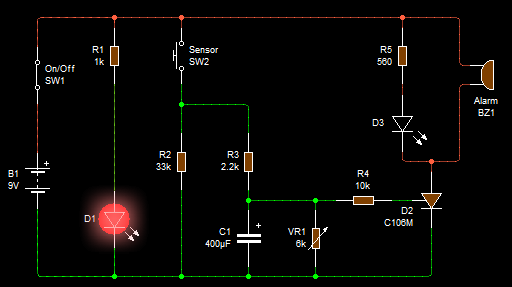 R1
1k
Sensor
SW2
R5
560
On/Off
SW1
Alarm
BZ1
D3
B1
9V
+
R2
33k
R3
2.2k
R4
10k
D1
C1
400µF
+
VR1
6k
D2
C106M